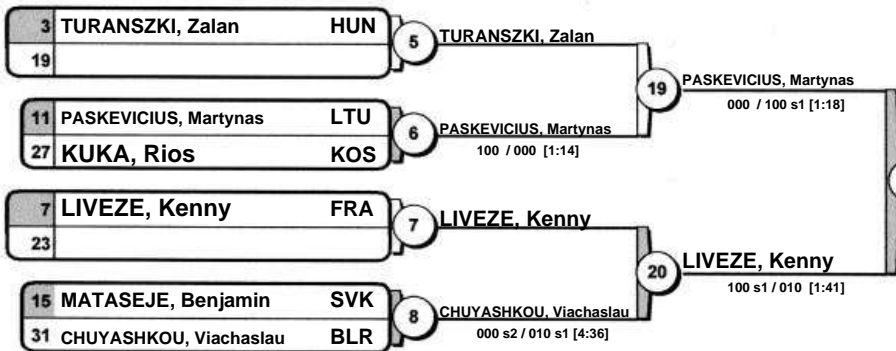 3 TURANSZKI, Zalan HUN
19
5
TURANSZKI, Zalan
11 PASKEVICIUS, Martynas LTU
27 KUKA, Rios KOS
6
PASKEVICIUS, Martynas
100 / 000 [1:14]
19
PASKEVICIUS, Martynas
000 / 100 s1 [1:18]
7 LIVEZE, Kenny FRA
23
7
LIVEZE, Kenny
15 MATASEJE, Benjamin SVK
31 CHUYASHKOU, Viachaslau BLR
8
CHUYASHKOU, Viachaslau
000 s2 / 010 s1 [4:36]
20
LIVEZE, Kenny
100 s1 / 010 [1:41]